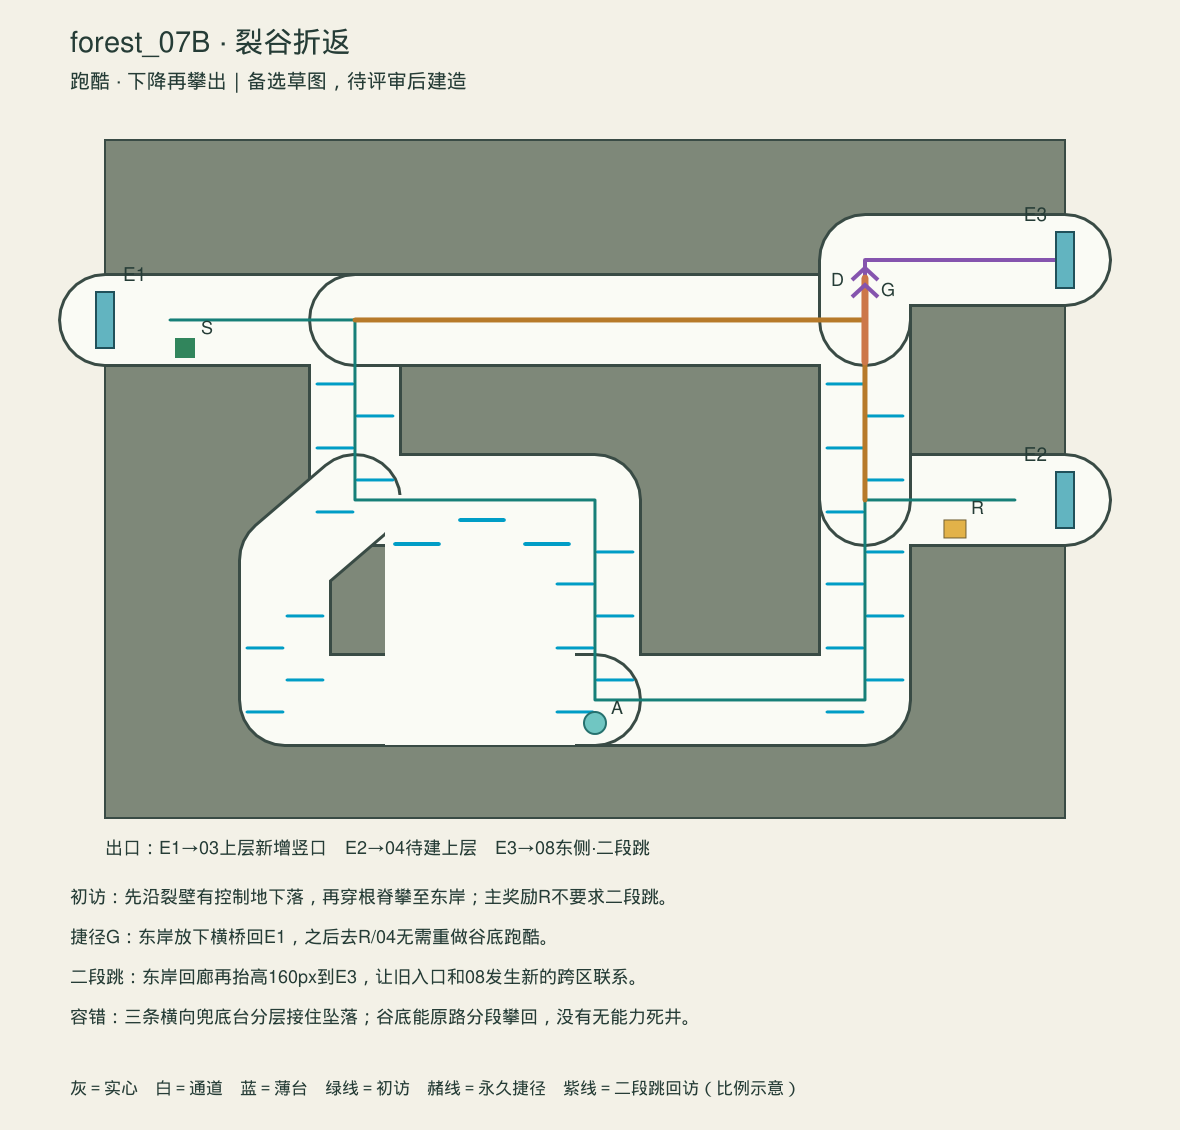 forest_07B · 裂谷折返
跑酷 · 下降再攀出｜备选草图，待评审后建造
E3
E1
D
G
S
E2
R
A
出口：E1→03上层新增竖口 E2→04待建上层 E3→08东侧·二段跳
初访：先沿裂壁有控制地下落，再穿根脊攀至东岸；主奖励R不要求二段跳。
捷径G：东岸放下横桥回E1，之后去R/04无需重做谷底跑酷。
二段跳：东岸回廊再抬高160px到E3，让旧入口和08发生新的跨区联系。
容错：三条横向兜底台分层接住坠落；谷底能原路分段攀回，没有无能力死井。
灰＝实心 白＝通道 蓝＝薄台 绿线＝初访 赭线＝永久捷径 紫线＝二段跳回访（比例示意）